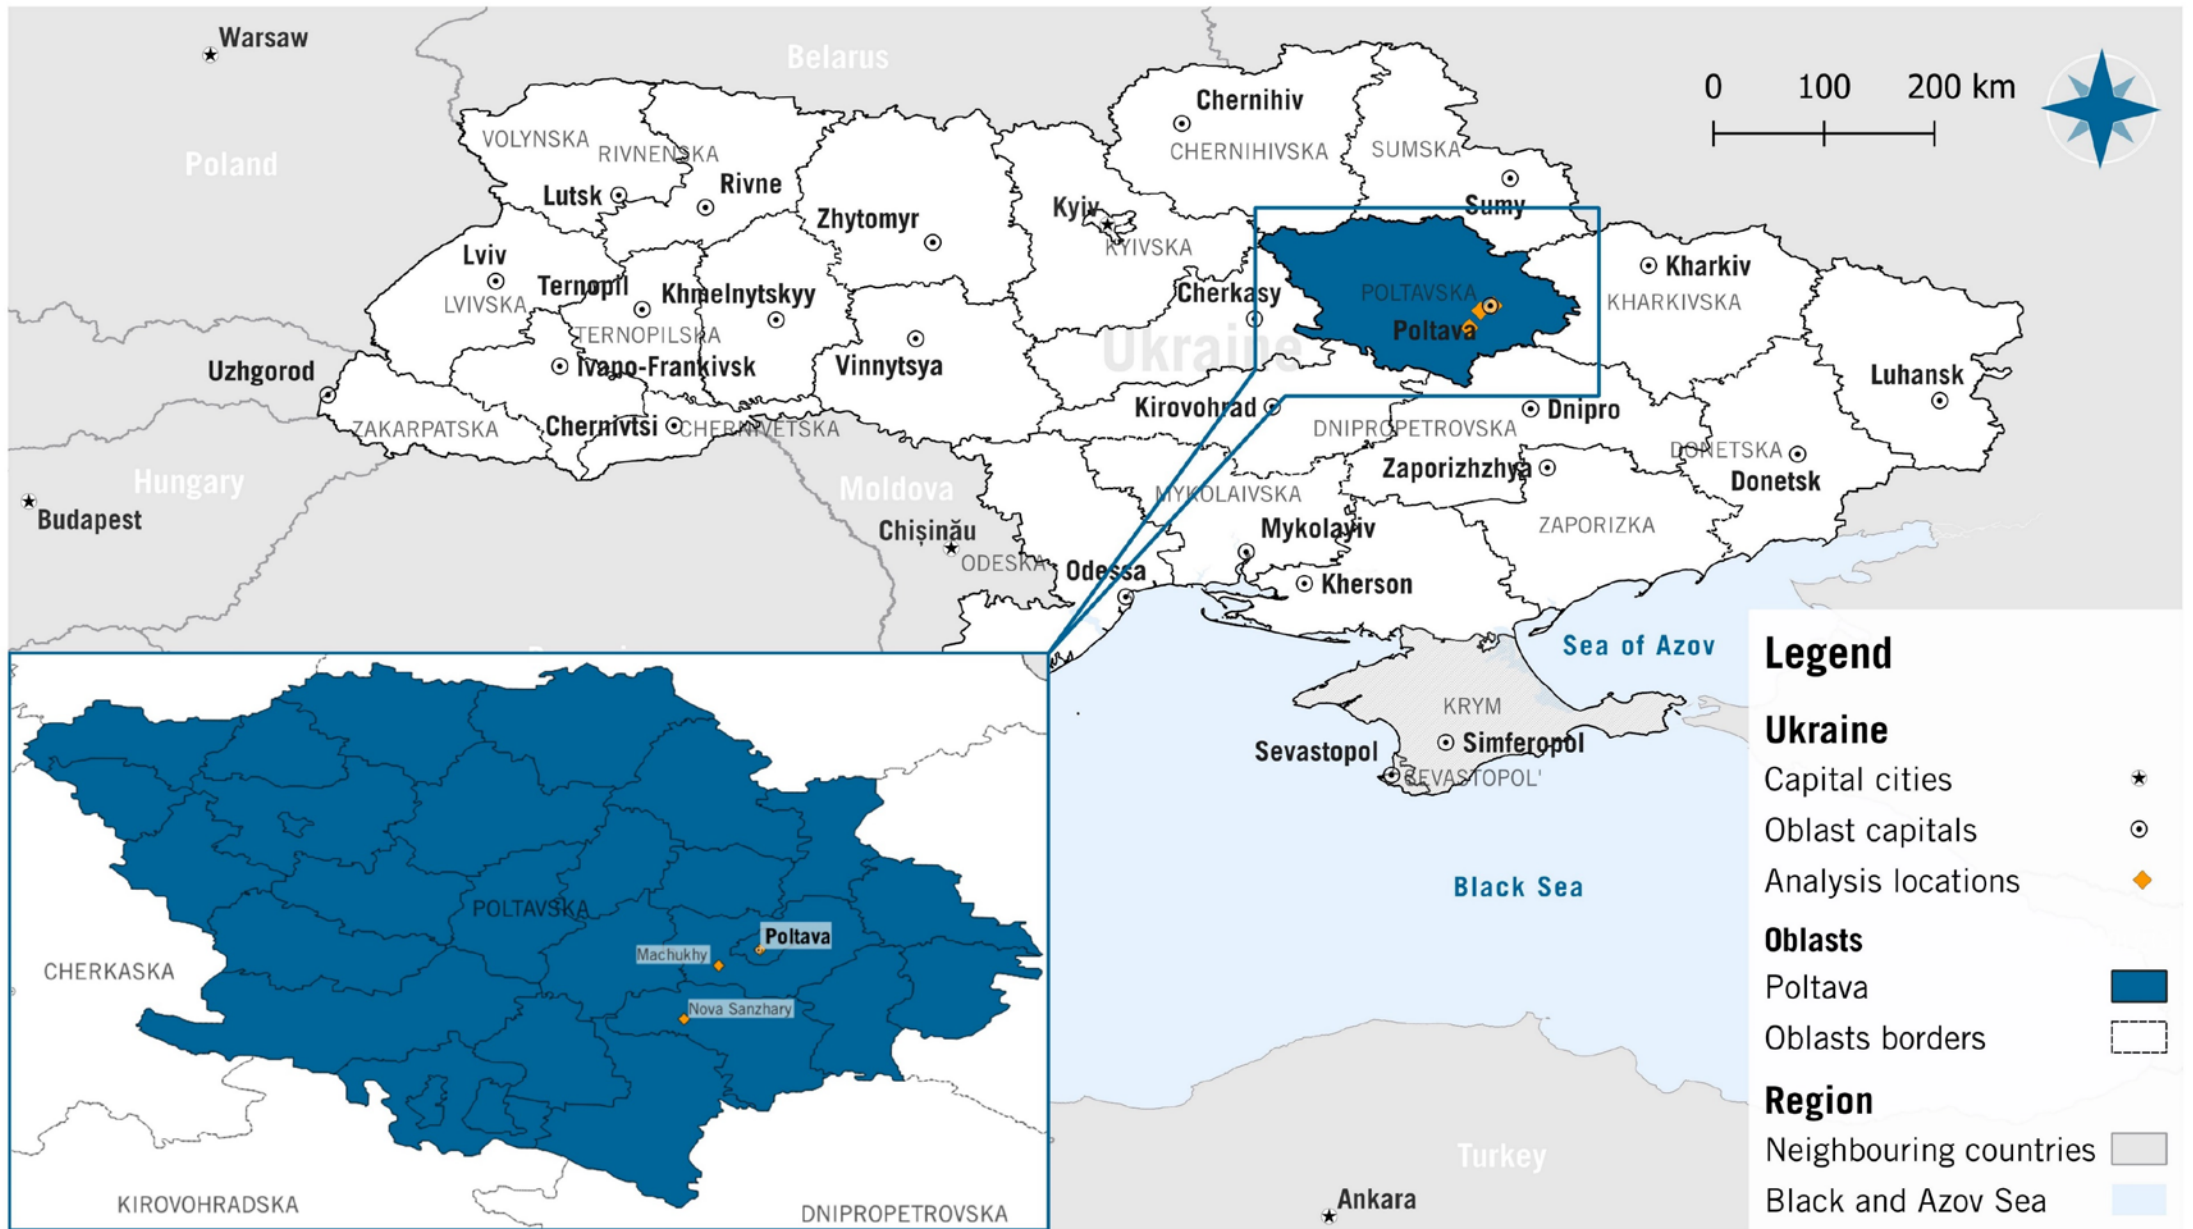 Warsaw
Belarus
Poland
0 100 200 km
Chernihiv
CHERNIHIVSKA
SUMSKA
VOLYNSKA
RIVNENSKA
Lutsk
Rivne
Zhytomyr
Kyiv
KYIVSKA
Sumy
Lviv
LVIVSKA
Ternopil
TERNOPILSKA
Khmelnytskyy
Cherkasy
POLTAVSKA
Poltava
Kharkiv
KHARKIVSKA
Ukraine
Uzhgorod
Ivano-Frankivsk
Vinnytsya
Luhansk
ZAKARPATSKA
Chernivtsi
CHERNIVETSKA
Kirovohrad
DNIPROPETROVSKA
Dnipro
DONETSKA
Donetsk
Zaporizhzhya
ZAPORIZKA
Hungary
Budapest
Moldova
Chișinău
ODESKA
Odessa
MYKOLAIVSKA
Mykolayiv
Kherson
Sea of Azov
KRYM
Simferopol
Sevastopol
SEVASTOPOL'
Black Sea
Turkey
Ankara
POLTAVSKA
Poltava
Machukhy
Nova Sanzhary
CHERKASKA
KIROVOHRADSKA
DNIPROPETROVSKA
Legend
Ukraine
Capital cities
Oblast capitals
Analysis locations
Oblasts
Poltava
Oblasts borders
Region
Neighbouring countries
Black and Azov Sea